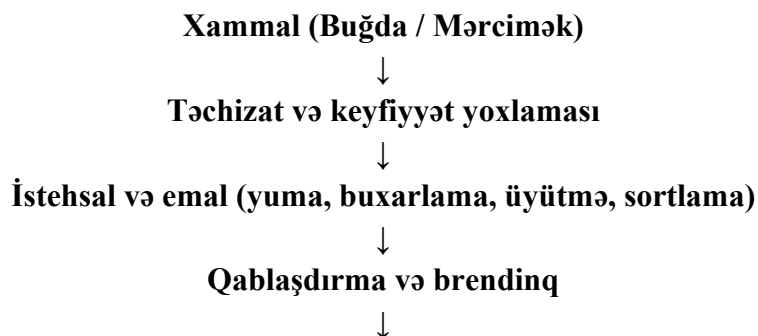 Xammal (Buğda / Mərcimək)
↓
Təchizat və keyfiyyət yoxlaması
↓
İstehsal və emal (yuma, buxarlama, üyütmə, sortlama)
↓
Qablaşdırma və brendinq
↓